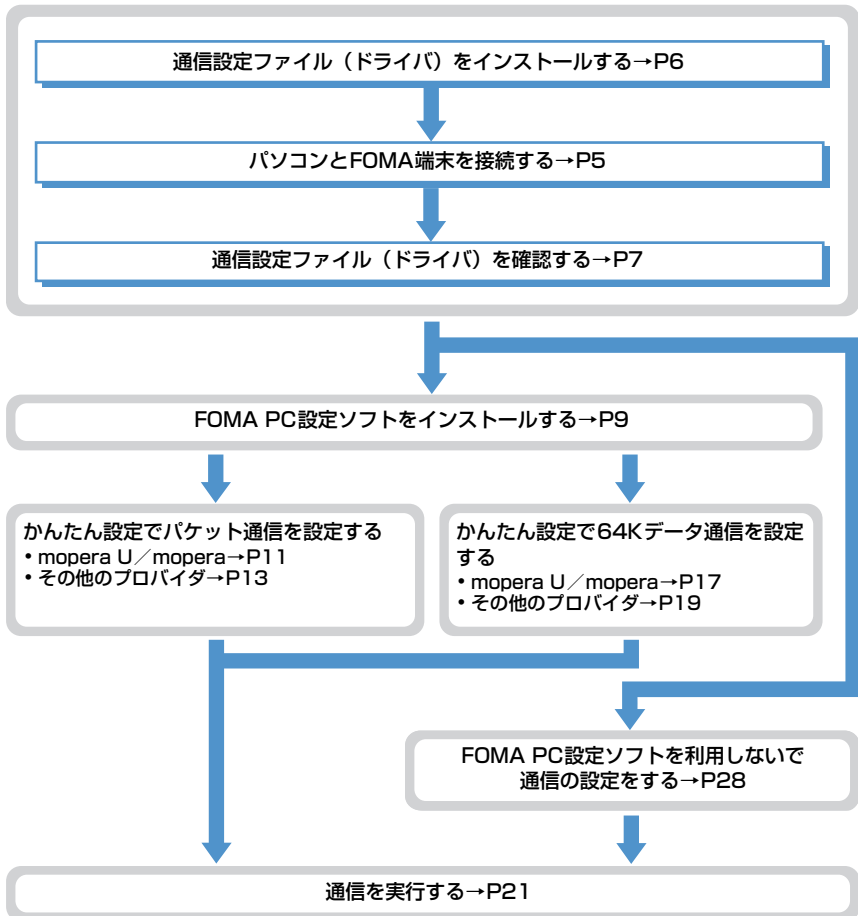 通信設定ファイル（ドライバ）をインストールする→P6
パソコンとFOMA端末を接続する→P5
通信設定ファイル（ドライバ）を確認する→P7
FOMA PC設定ソフトをインストールする→P9
かんたん設定でパケット通信を設定する
• mopera U／mopera→P11
• その他のプロバイダ→P13
かんたん設定で64Kデータ通信を設定
する
• mopera U／mopera→P17
• その他のプロバイダ→P19
FOMA PC設定ソフトを利用しないで
通信の設定をする→P28
通信を実行する→P21